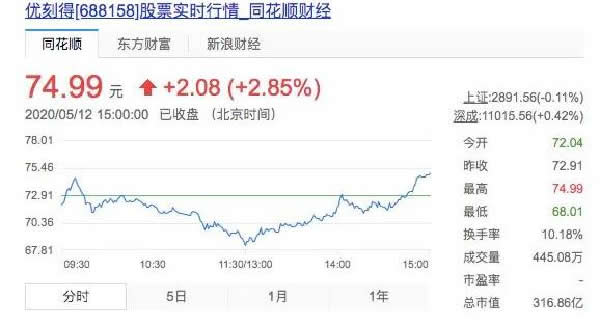 优刻得[688158]股票实时行情_同花顺财经
同花顺 东方财富 新浪财经
74.99 元 +2.08 (+2.85%)
2020/05/12 15:00:00 已收盘 (北京时间)
上证:2891.56(-0.11%)
深成:11015.56(+0.42%)
78.01
75.46
72.91
70.36
67.81
09:30 10:30 11:30/13:00 14:00 15:00
今开 72.04
昨收 72.91
最高 74.99
最低 68.01
换手率 10.18%
成交量 445.08万
市盈率 -
总市值 316.86亿
分时 5日 1月 1年